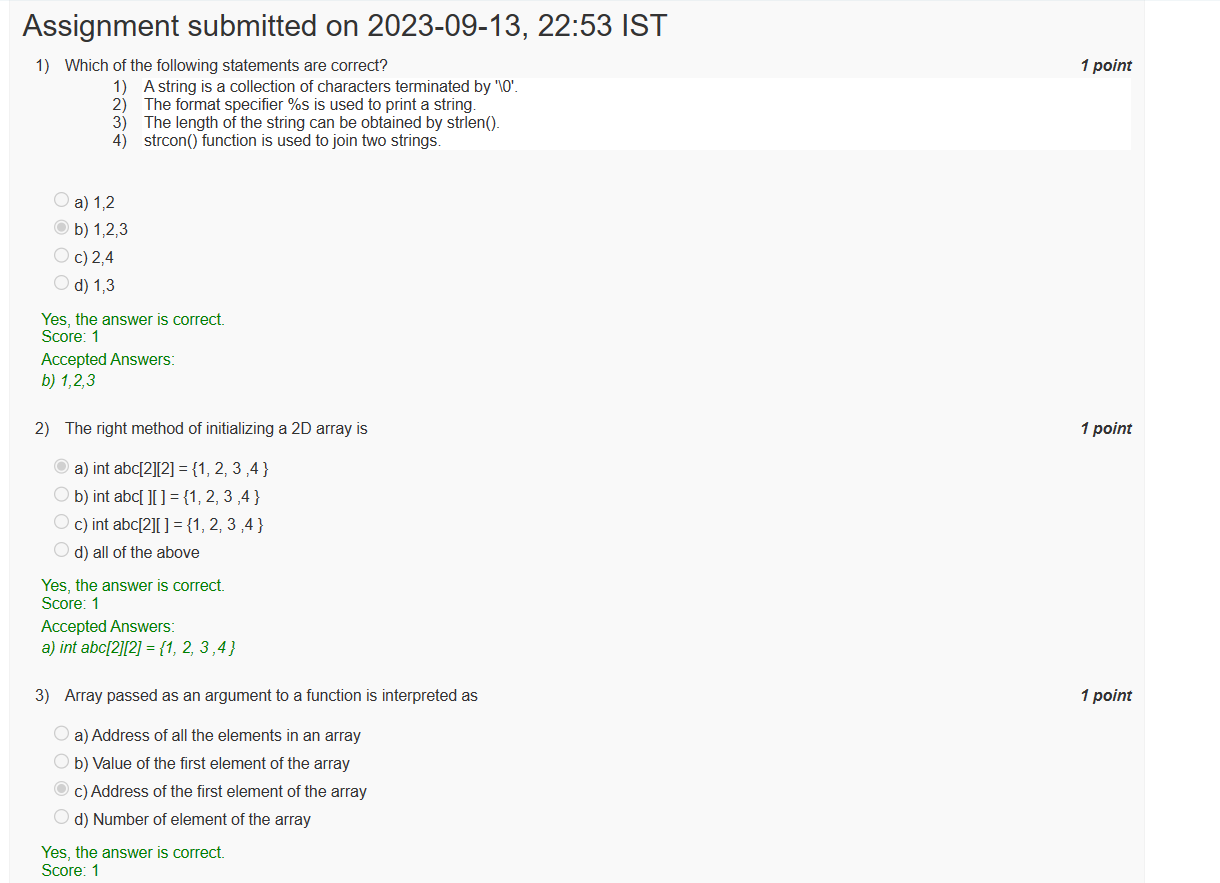 Assignment submitted on 2023-09-13, 22:53 IST
1) Which of the following statements are correct? 1 point
1) A string is a collection of characters terminated by '\0'.
2) The format specifier %s is used to print a string.
3) The length of the string can be obtained by strlen().
4) strcon() function is used to join two strings.
a) 1,2
b) 1,2,3
c) 2,4
d) 1,3
Yes, the answer is correct.
Score: 1
Accepted Answers:
b) 1,2,3
2) The right method of initializing a 2D array is 1 point
a) int abc[2][2] = {1, 2, 3 ,4 }
b) int abc[ ][ ] = {1, 2, 3 ,4 }
c) int abc[2][ ] = {1, 2, 3 ,4 }
d) all of the above
Yes, the answer is correct.
Score: 1
Accepted Answers:
a) int abc[2][2] = {1, 2, 3 ,4 }
3) Array passed as an argument to a function is interpreted as 1 point
a) Address of all the elements in an array
b) Value of the first element of the array
c) Address of the first element of the array
d) Number of element of the array
Yes, the answer is correct.
Score: 1